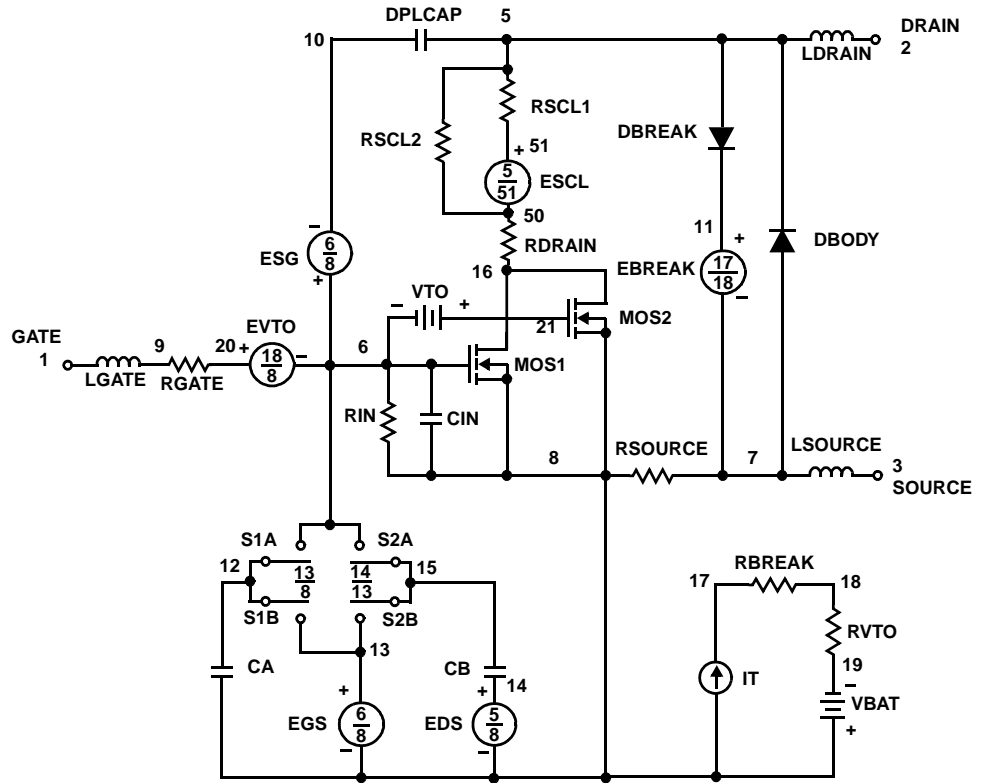 DPLCAP
5
DRAIN
2
10
LDRAIN
RSCL1
RSCL2
DBREAK
+ 51
5
51
ESCL
50
RDRAIN
11
+
DBODY
−
6
8
ESG
+
16
EBREAK
17
18
−
− VTO +
21
MOS2
GATE
1
9
20
EVTO
+
18
8
−
6
MOS1
LGATE
RGATE
RIN
CIN
8
RSOURCE
7
LSOURCE
3
SOURCE
S1A
S2A
12
13
8
14
13
15
S1B
S2B
13
RBREAK
17
18
RVTO
19
CA
CB
14
+
EGS
6
8
−
+
EDS
5
8
−
IT
−
VBAT
+